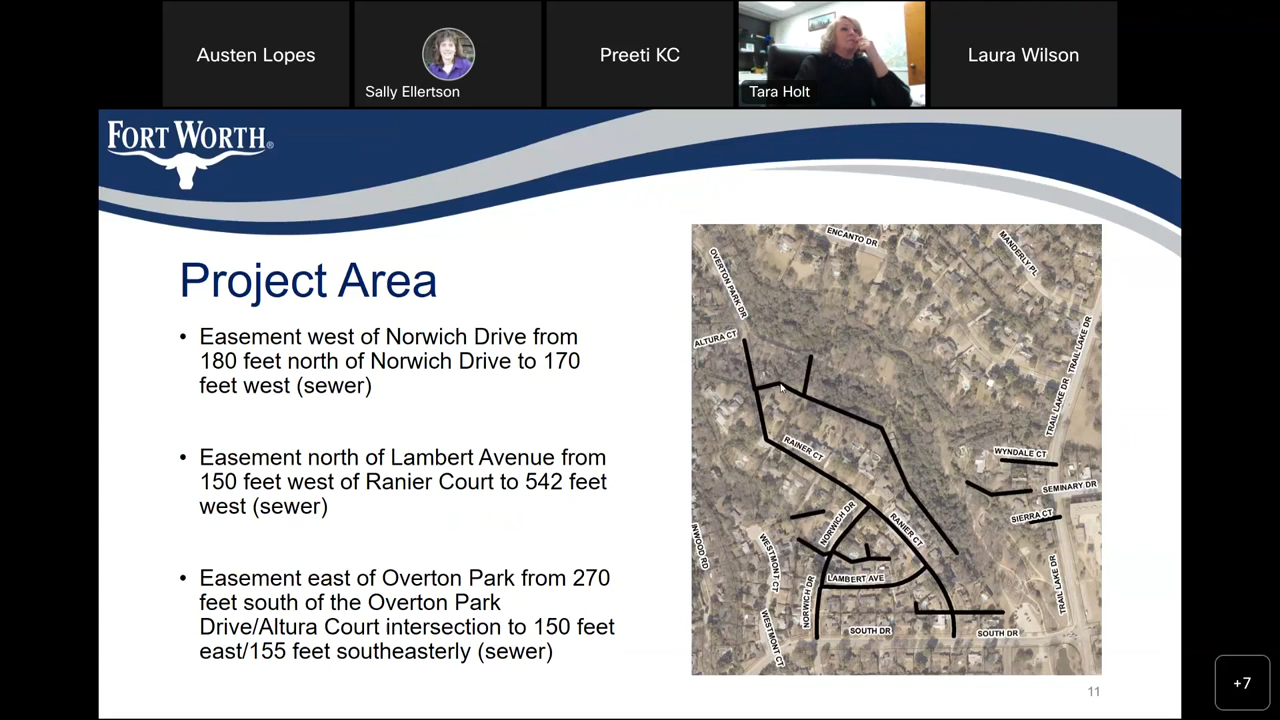 Austen Lopes
Sally Ellertson
Preeti KC
Tara Holt
Laura Wilson
FORT WORTH®
Project Area
• Easement west of Norwich Drive from
180 feet north of Norwich Drive to 170
feet west (sewer)
• Easement north of Lambert Avenue from
150 feet west of Ranier Court to 542 feet
west (sewer)
• Easement east of Overton Park from 270
feet south of the Overton Park
Drive/Altura Court intersection to 150 feet
east/155 feet southeasterly (sewer)
ENCANTO DR
MANDERLY PL
OVERTON PARK DR
ALTURA CT
TRAIL LAKE DR
TRAIL LAKE DR
RAINER CT
WYNDALE CT
SEMINARY DR
SIERRA CT
NORWICH DR
RANIER CT
INWOOD RD
WESTMONT CT
LAMBERT AVE
NORWICH DR
TRAIL LAKE DR
WESTMONT CT
SOUTH DR
SOUTH DR
11
+7